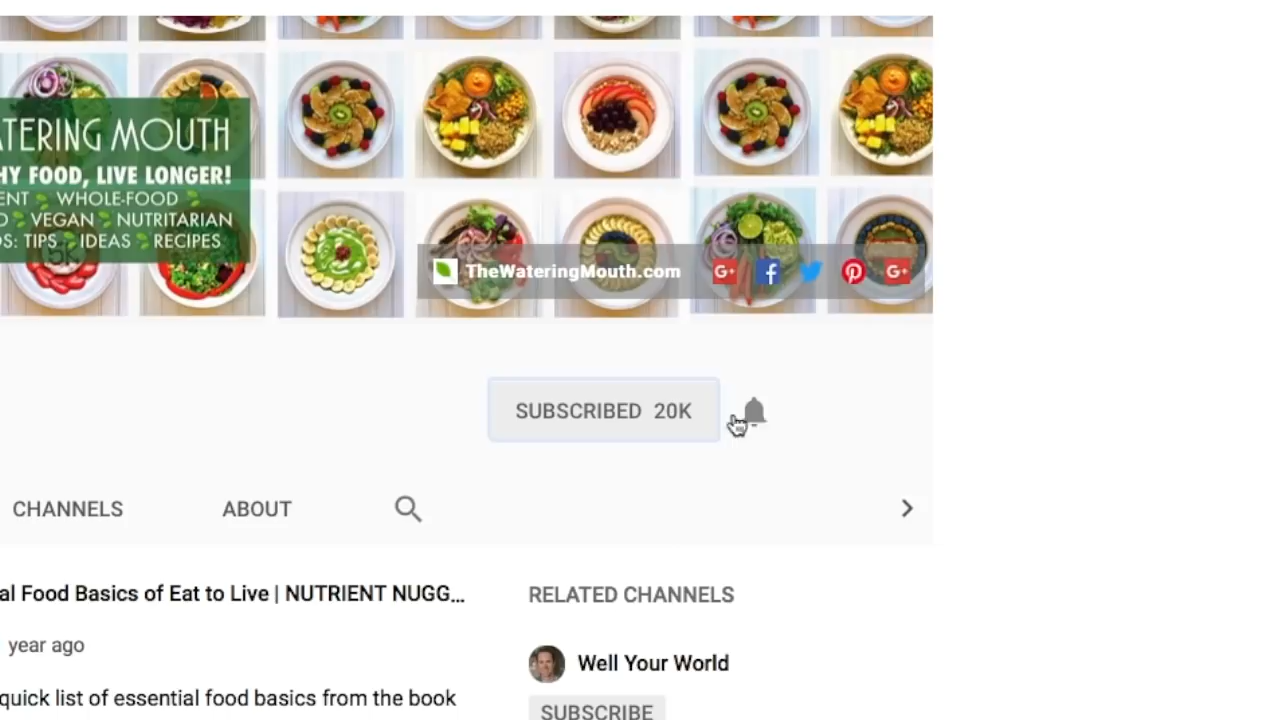 ATERING MOUTH
HY FOOD, LIVE LONGER!
ENT WHOLE-FOOD
D VEGAN NUTRITARIAN
OS: TIPS IDEAS RECIPES
TheWateringMouth.com
G+ f G+
SUBSCRIBED 20K
CHANNELS ABOUT
al Food Basics of Eat to Live | NUTRIENT NUGG...
RELATED CHANNELS
year ago
Well Your World
quick list of essential food basics from the book
SUBSCRIBE